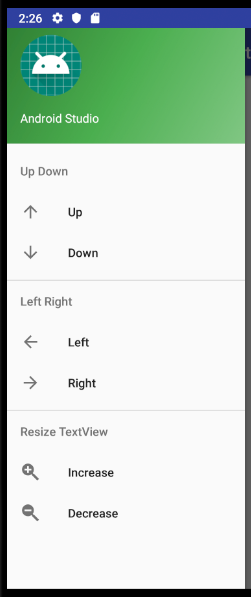 2:26
Android Studio
Up Down
Up
Down
Left Right
Left
Right
Resize TextView
Increase
Decrease